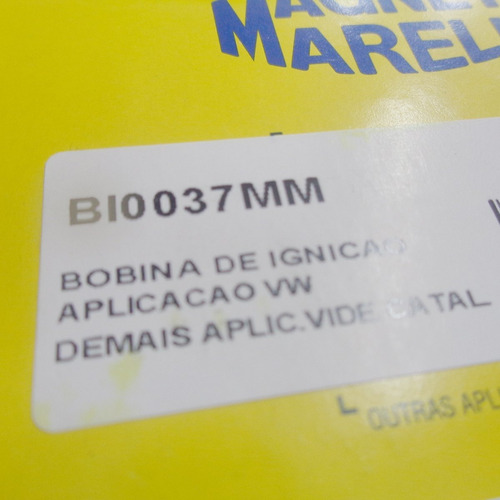 MAGNETI
MARELLI
BI0037MM
BOBINA DE IGNICAO
APLICACAO VW
DEMAIS APLIC.VIDE CATAL
OUTRAS APLI